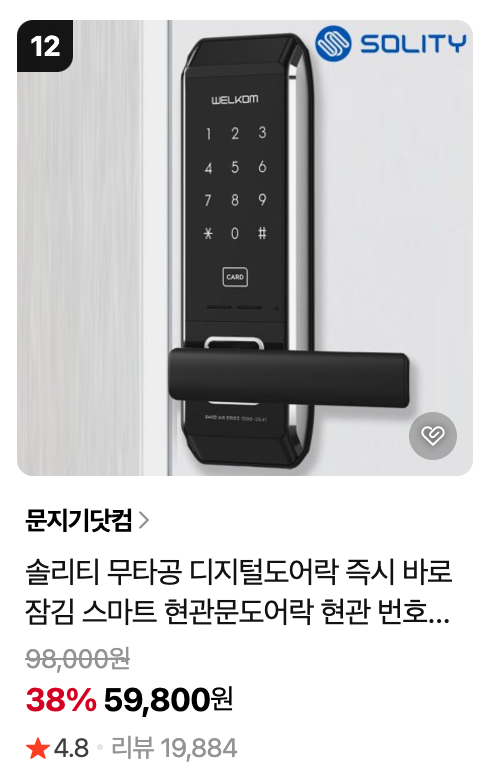 12
SOLITY
WELKOM
1 2 3
4 5 6
7 8 9
* 0 #
CARD
문지기닷컴
솔리티 무타공 디지털도어락 즉시 바로
잠김 스마트 현관문도어락 현관 번호...
98,000원
38% 59,800원
4.8 리뷰 19,884